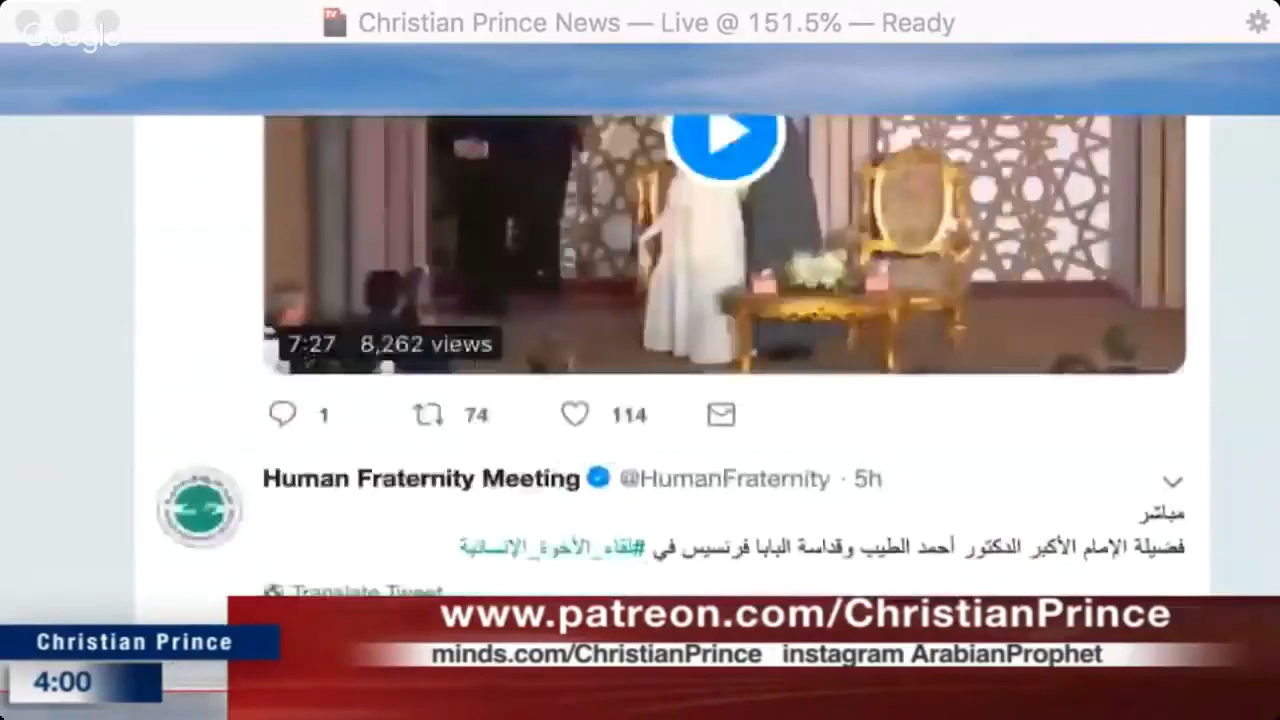 Google
Christian Prince News — Live @ 151.5% — Ready
7:27 8,262 views
1 74 114
Human Fraternity Meeting @HumanFraternity · 5h
مباشر
فضيلة الإمام الأكبر الدكتور أحمد الطيب وقداسة البابا فرنسيس في #لقاء_الأخوة_الإنسانية
Translate Tweet
www.patreon.com/ChristianPrince
Christian Prince
minds.com/ChristianPrince instagram ArabianProphet
4:00